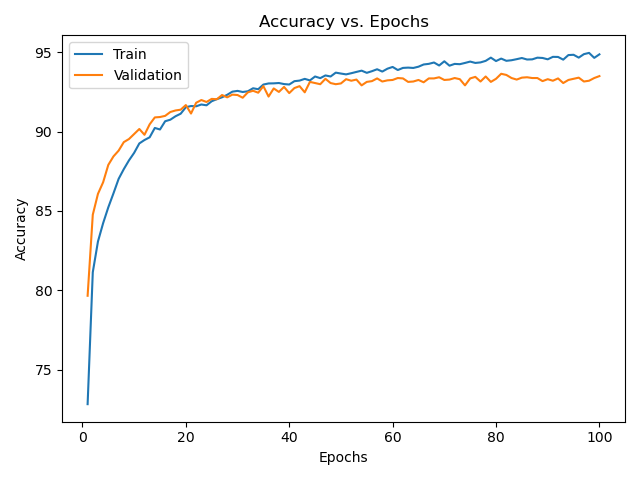 Accuracy vs. Epochs
Train
Validation
95
90
85
80
75
Accuracy
0 20 40 60 80 100
Epochs